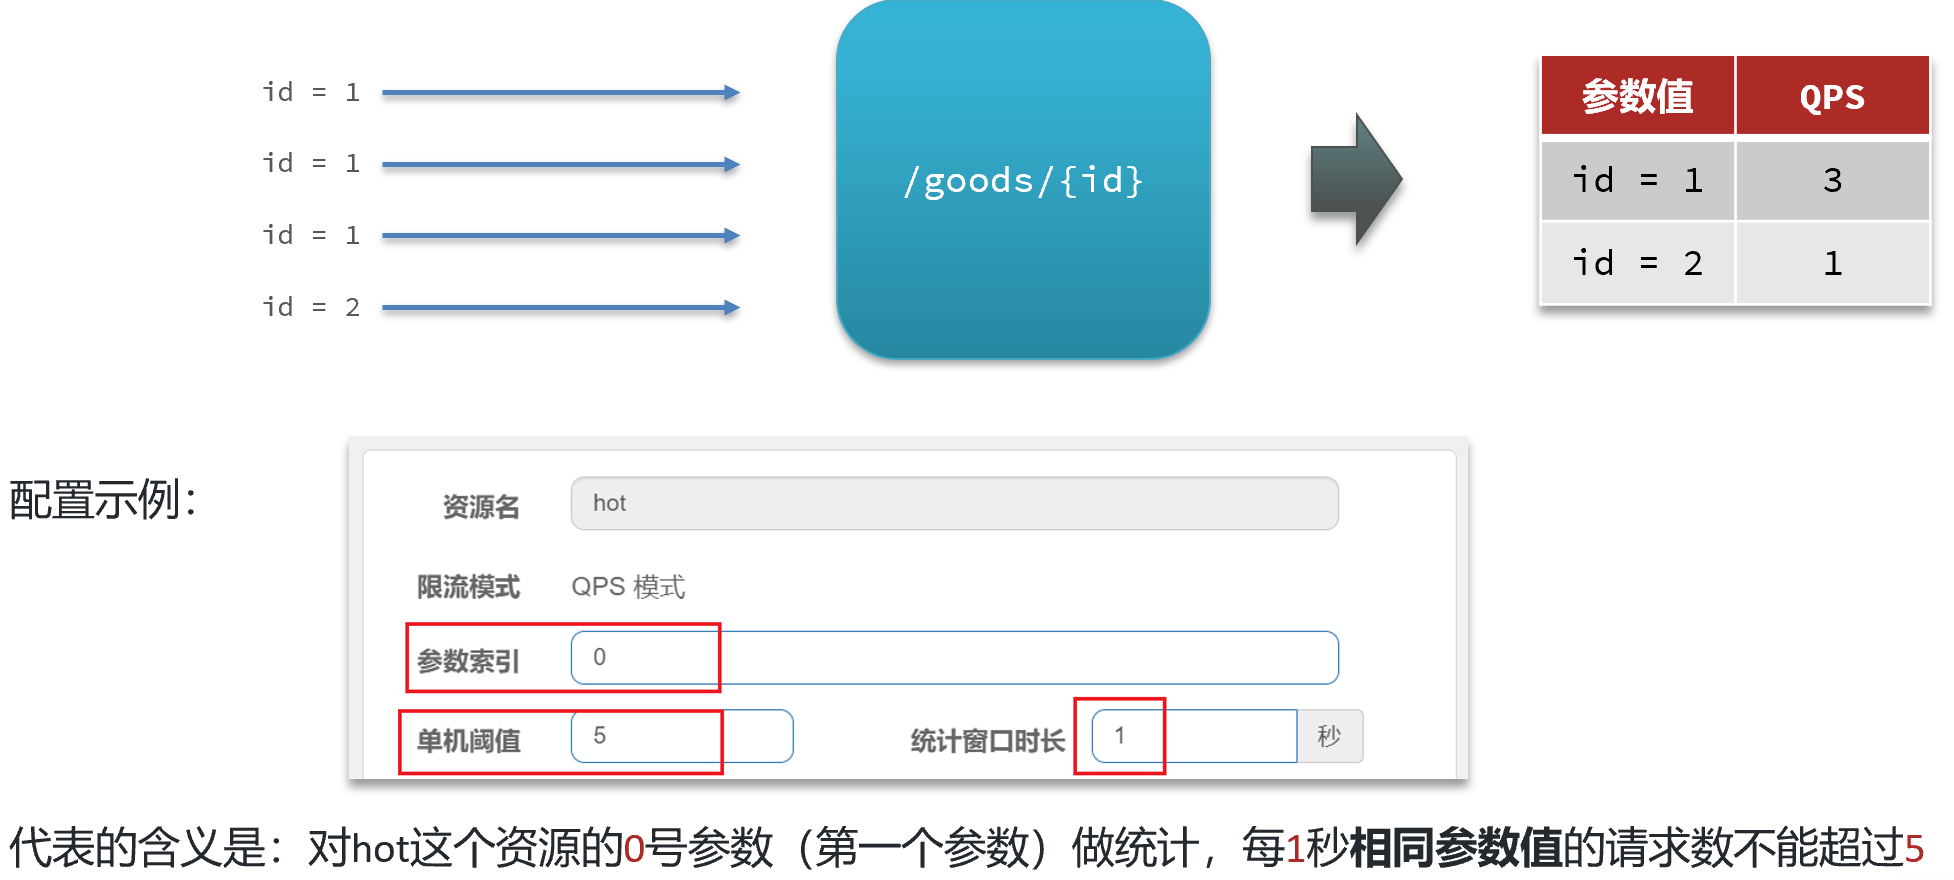 id = 1
id = 1
id = 1
id = 2
/goods/{id}
参数值 QPS
id = 1 3
id = 2 1
配置示例：
资源名 hot
限流模式 QPS 模式
参数索引 0
单机阈值 5 统计窗口时长 1 秒
代表的含义是：对hot这个资源的0号参数（第一个参数）做统计，每1秒相同参数值的请求数不能超过5